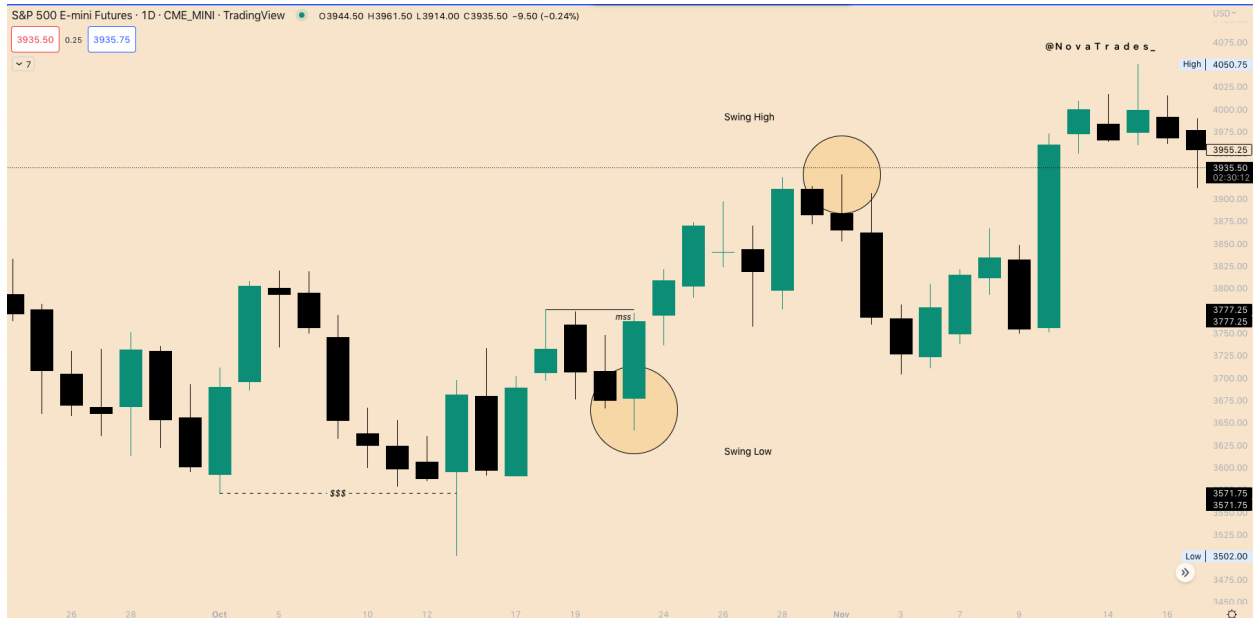 S&P 500 E-mini Futures · 1D · CME_MINI · TradingView O3944.50 H3961.50 L3914.00 C3935.50 −9.50 (−0.24%)
USD
3935.50 0.25 3935.75
7
@NovaTrades_
4075.00
High 4050.75
4025.00
4000.00
3975.00
3955.25
3935.50
02:30:12
3900.00
3875.00
3850.00
3825.00
3800.00
3777.25
3777.25
3750.00
3725.00
3700.00
3675.00
3650.00
3625.00
3600.00
3571.75
3571.75
3550.00
3525.00
Low 3502.00
3475.00
3450.00
Swing High
mss
Swing Low
$$$
26 28 Oct 5 10 12 17 19 24 26 28 Nov 3 7 9 14 16